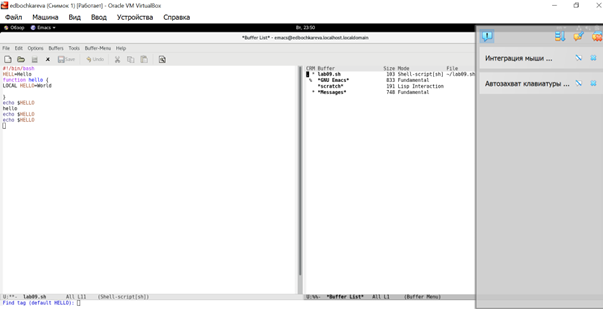 edbochkareva (Снимок 1) [Работает] - Oracle VM VirtualBox
Файл Машина Вид Ввод Устройства Справка
Обзор Emacs Вт, 23:50
*Buffer List* - emacs@edbochkareva.localhost.localdomain
File Edit Options Buffers Tools Buffer-Menu Help
Save Undo
#!/bin/bash
HELL=Hello
function hello {
LOCAL HELLO=World
}
echo $HELLO
hello
echo $HELLO
echo $HELLO
CRM Buffer Size Mode File
* lab09.sh 103 Shell-script[sh] ~/lab09.sh
% *GNU Emacs* 833 Fundamental
*scratch* 191 Lisp Interaction
* *Messages* 748 Fundamental
Интеграция мыши ...
Автозахват клавиатуры ...
U:**- lab09.sh All L11 (Shell-script[sh])
U:%%- *Buffer List* All L1 (Buffer Menu)
Find tag (default HELLO):